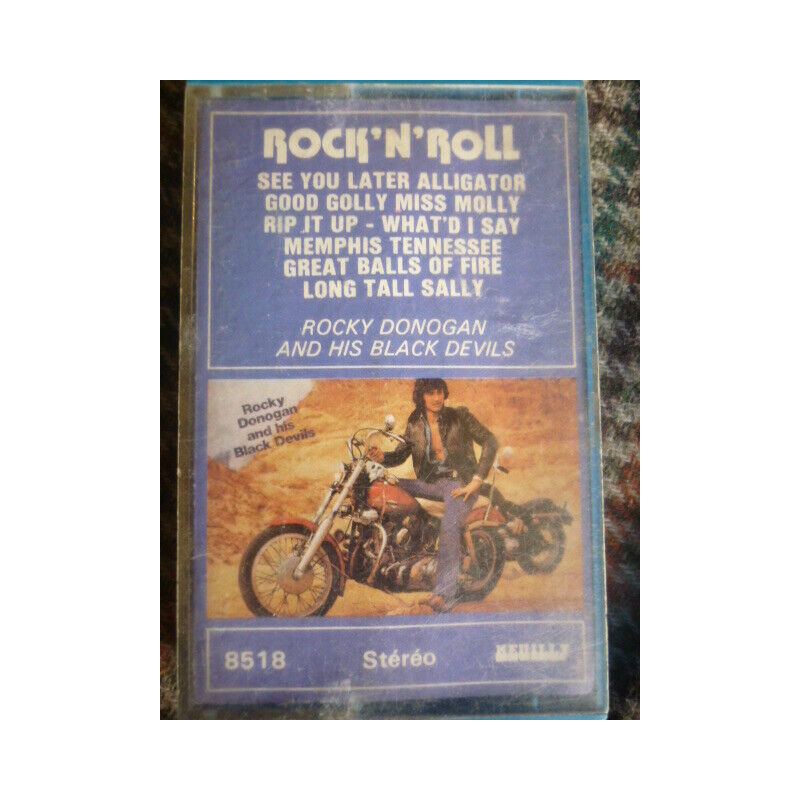 ROCK'N'ROLL
SEE YOU LATER ALLIGATOR
GOOD GOLLY MISS MOLLY
RIP IT UP - WHAT'D I SAY
MEMPHIS TENNESSEE
GREAT BALLS OF FIRE
LONG TALL SALLY
ROCKY DONOGAN
AND HIS BLACK DEVILS
Rocky
Donogan
and his
Black Devils
8518 Stéréo NEUILLY